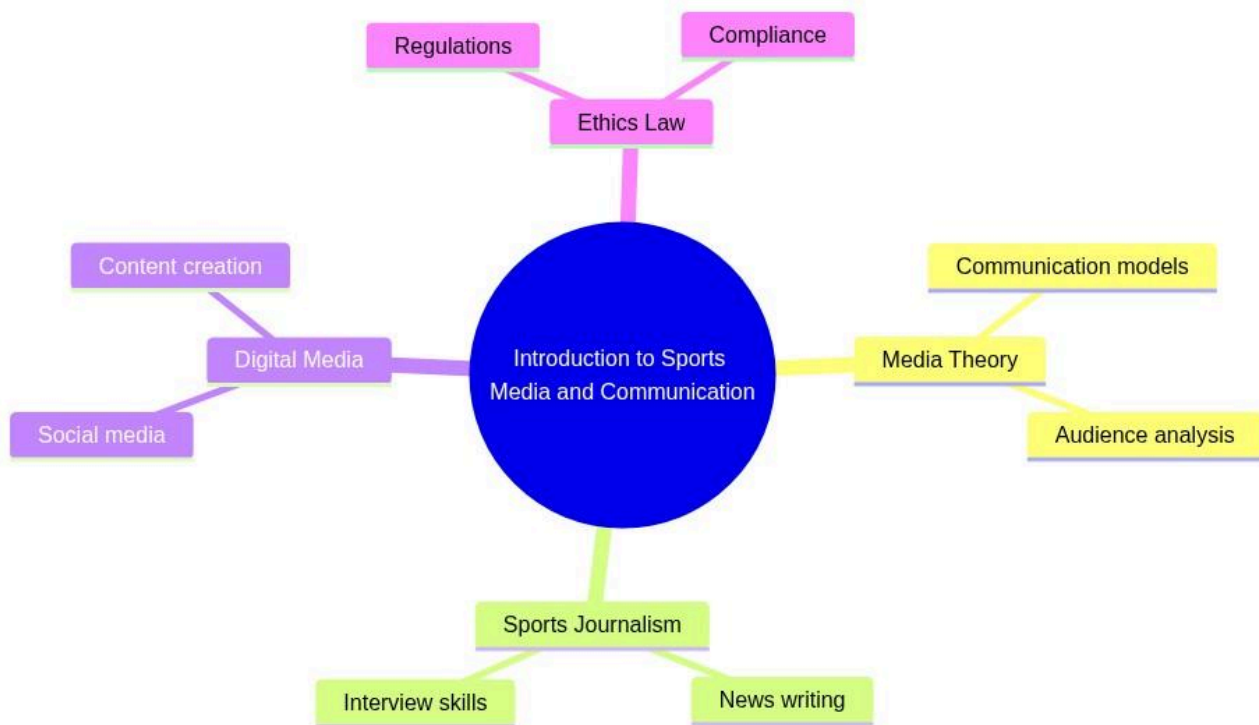 Regulations
Compliance
Ethics Law
Content creation
Communication models
Digital Media
Introduction to Sports
Media and Communication
Media Theory
Social media
Audience analysis
Sports Journalism
Interview skills
News writing